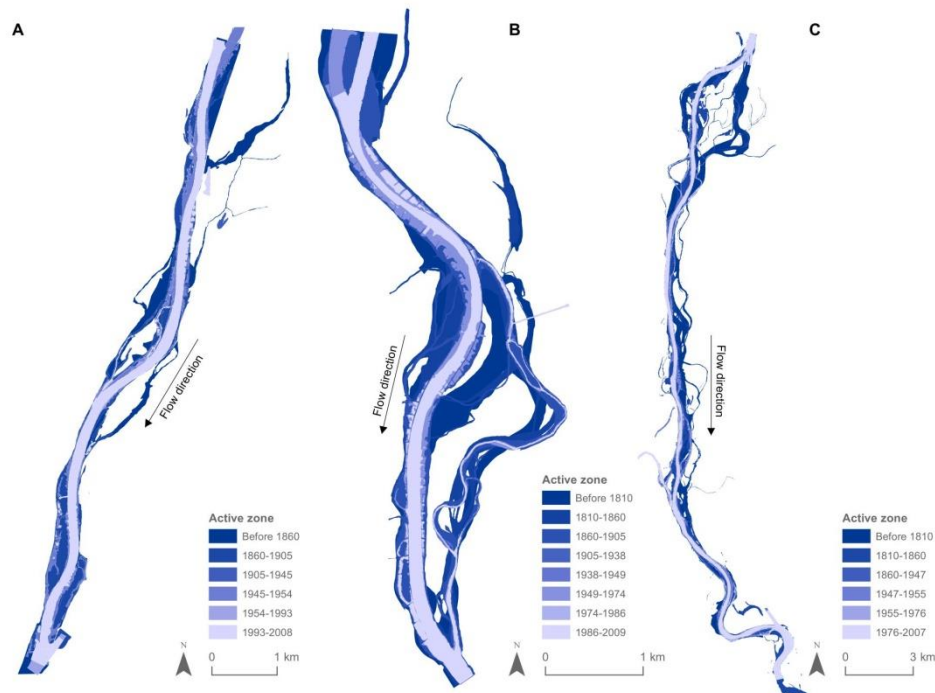 A
B
C
Flow direction
Flow direction
Flow direction
Active zone
Before 1860
1860-1905
1905-1945
1945-1954
1954-1993
1993-2008
N
0 1 km
Active zone
Before 1810
1810-1860
1860-1905
1905-1938
1938-1949
1949-1974
1974-1986
1986-2009
N
0 1 km
Active zone
Before 1810
1810-1860
1860-1947
1947-1955
1955-1976
1976-2007
N
0 3 km